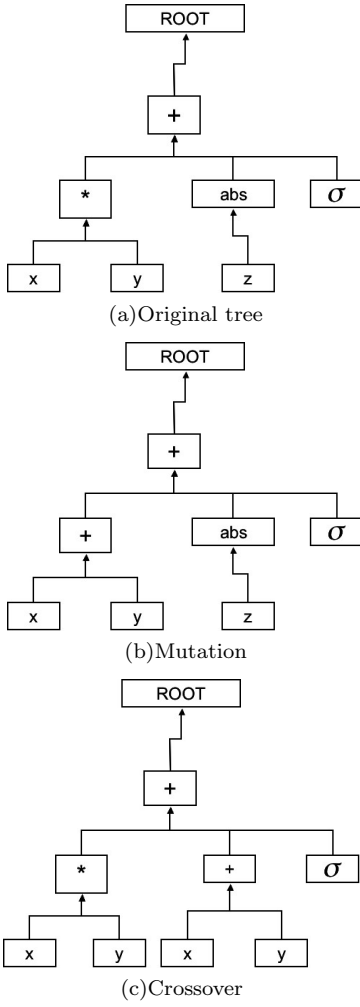 ROOT
+
* abs σ
x y z
(a)Original tree
ROOT
+
+ abs σ
x y z
(b)Mutation
ROOT
+
* + σ
x y x y
(c)Crossover